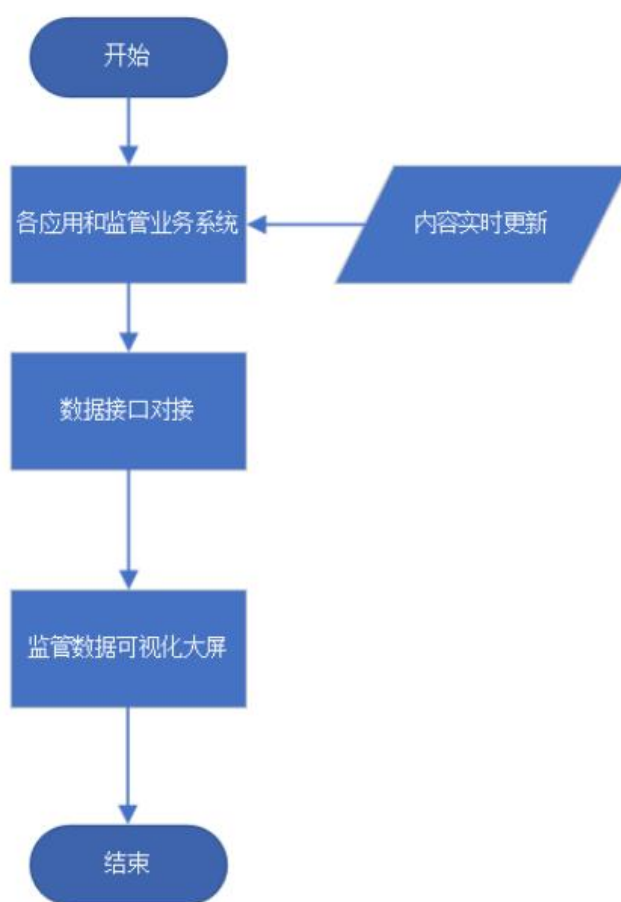 开始
各应用和监管业务系统
内容实时更新
数据接口对接
监管数据可视化大屏
结束